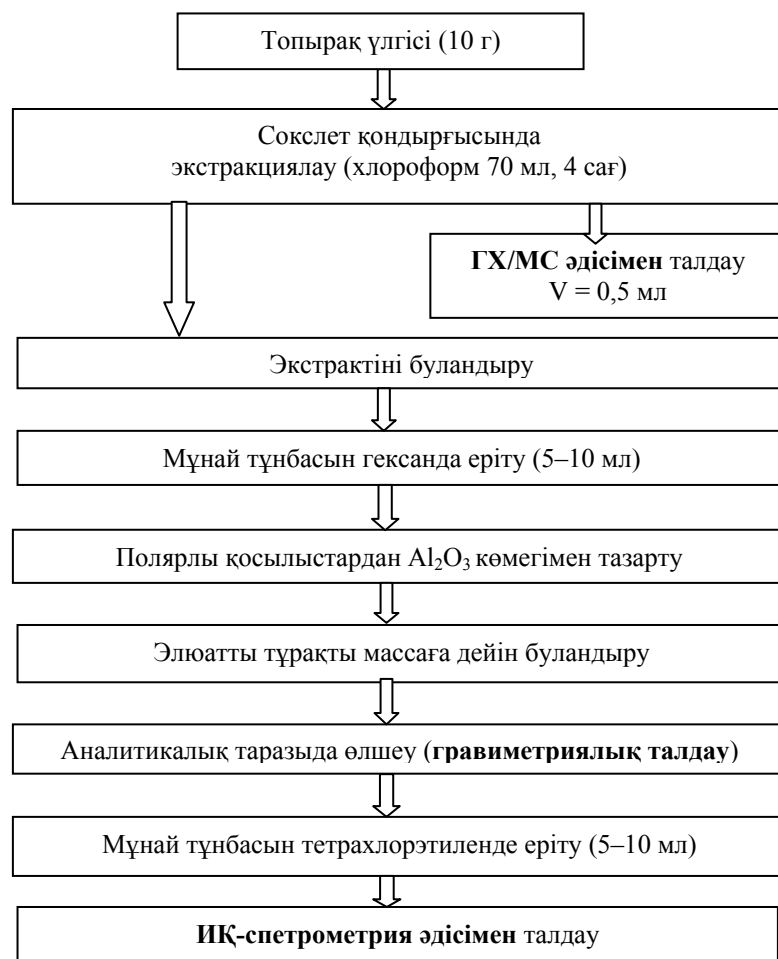 Топырақ үлгісі (10 г)
Сокслет қондырғысында
экстракциялау (хлороформ 70 мл, 4 сағ)
ГХ/МС әдісімен талдау
V = 0,5 мл
Экстрактіні буландыру
Мұнай тұнбасын гександа еріту (5–10 мл)
Полярлы қосылыстардан Al₂O₃ көмегімен тазарту
Элюатты тұрақты массаға дейін буландыру
Аналитикалық таразыда өлшеу (гравиметриялық талдау)
Мұнай тұнбасын тетрахлорэтиленде еріту (5–10 мл)
ИҚ-спетрометрия әдісімен талдау